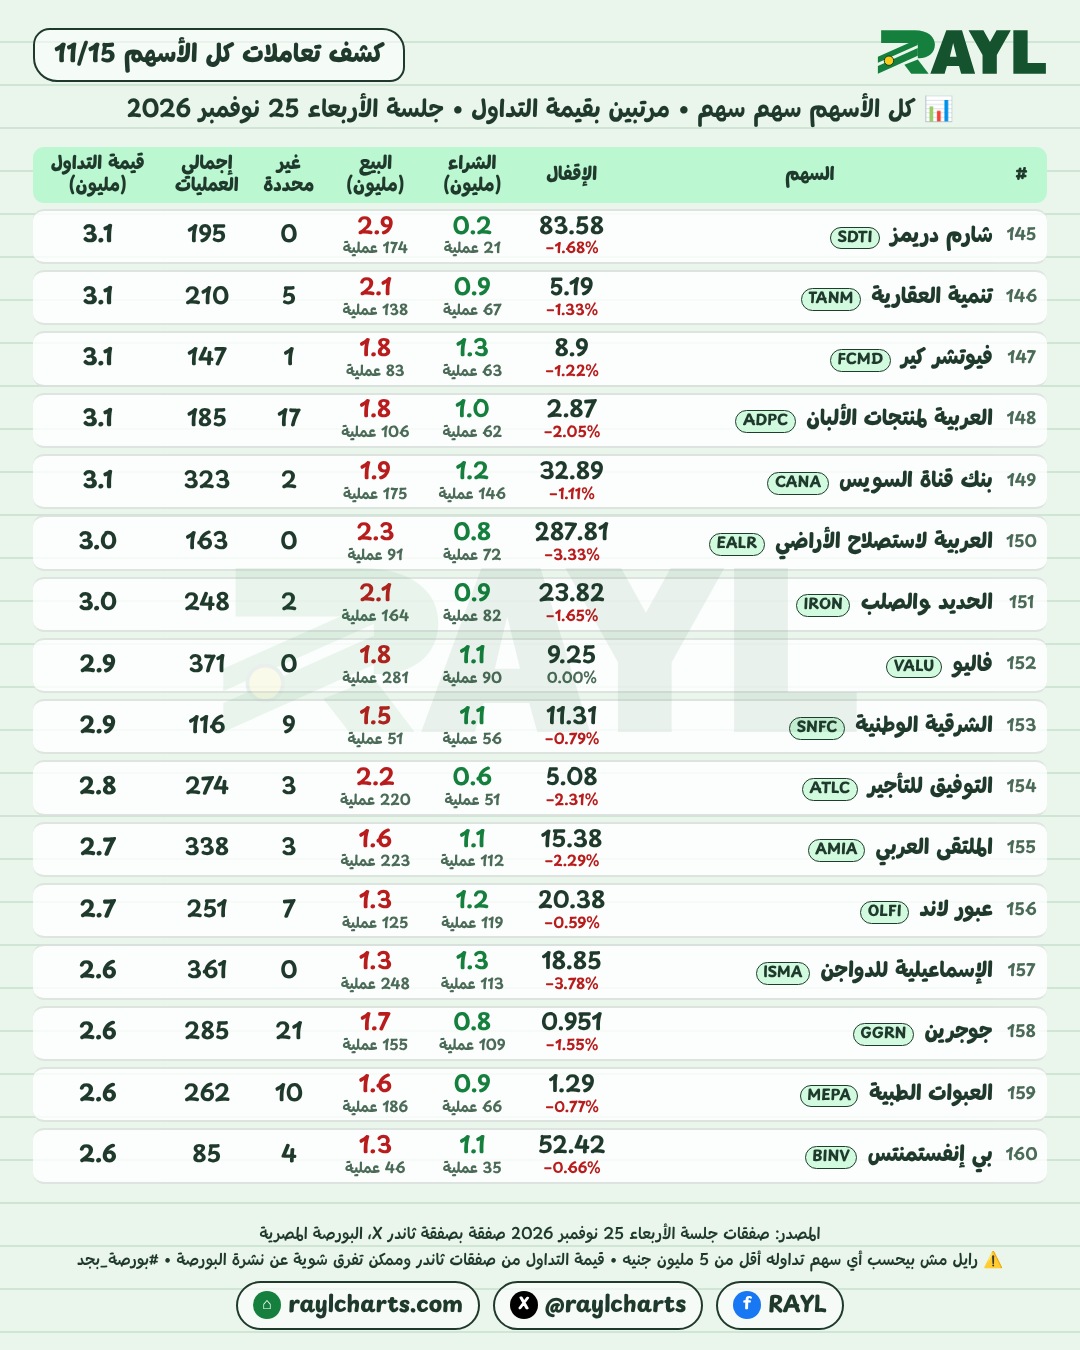 كشف تعاملات كل الأسهم 11/15
RAYL
📊 كل الأسهم سهم سهم • مرتبين بقيمة التداول • جلسة الأربعاء 25 نوفمبر 2026
# السهم الإقفال الشراء (مليون) البيع (مليون) غير محددة إجمالي العمليات قيمة التداول (مليون)
145 شارم دريمز SDTI 83.58 0.2 2.9 0 195 3.1
-1.68% 21 عملية 174 عملية
146 تنمية العقارية TANM 5.19 0.9 2.1 5 210 3.1
-1.33% 67 عملية 138 عملية
147 فيوتشر كير FCMD 8.9 1.3 1.8 1 147 3.1
-1.22% 63 عملية 83 عملية
148 العربية لمنتجات الألبان ADPC 2.87 1.0 1.8 17 185 3.1
-2.05% 62 عملية 106 عملية
149 بنك قناة السويس CANA 32.89 1.2 1.9 2 323 3.1
-1.11% 146 عملية 175 عملية
150 العربية لاستصلاح الأراضي EALR 287.81 0.8 2.3 0 163 3.0
-3.33% 72 عملية 91 عملية
151 الحديد والصلب IRON 23.82 0.9 2.1 2 248 3.0
-1.65% 82 عملية 164 عملية
152 فاليو VALU 9.25 1.1 1.8 0 371 2.9
0.00% 90 عملية 281 عملية
153 الشرقية الوطنية SNFC 11.31 1.1 1.5 9 116 2.9
-0.79% 56 عملية 51 عملية
154 التوفيق للتأجير ATLC 5.08 0.6 2.2 3 274 2.8
-2.31% 51 عملية 220 عملية
155 الملتقى العربي AMIA 15.38 1.1 1.6 3 338 2.7
-2.29% 112 عملية 223 عملية
156 عبور لاند OLFI 20.38 1.2 1.3 7 251 2.7
-0.59% 119 عملية 125 عملية
157 الإسماعيلية للدواجن ISMA 18.85 1.3 1.3 0 361 2.6
-3.78% 113 عملية 248 عملية
158 جوجرين GGRN 0.951 0.8 1.7 21 285 2.6
-1.55% 109 عملية 155 عملية
159 العبوات الطبية MEPA 1.29 0.9 1.6 10 262 2.6
-0.77% 66 عملية 186 عملية
160 بي إنفستمنتس BINV 52.42 1.1 1.3 4 85 2.6
-0.66% 35 عملية 46 عملية
المصدر: صفقات جلسة الأربعاء 25 نوفمبر 2026 صفقة بصفقة ثاندر X، البورصة المصرية
⚠️ رايل مش بيحسب أي سهم تداوله أقل من 5 مليون جنيه • قيمة التداول من صفقات ثاندر وممكن تفرق شوية عن نشرة البورصة • #بورصة_بجد
raylcharts.com @raylcharts RAYL